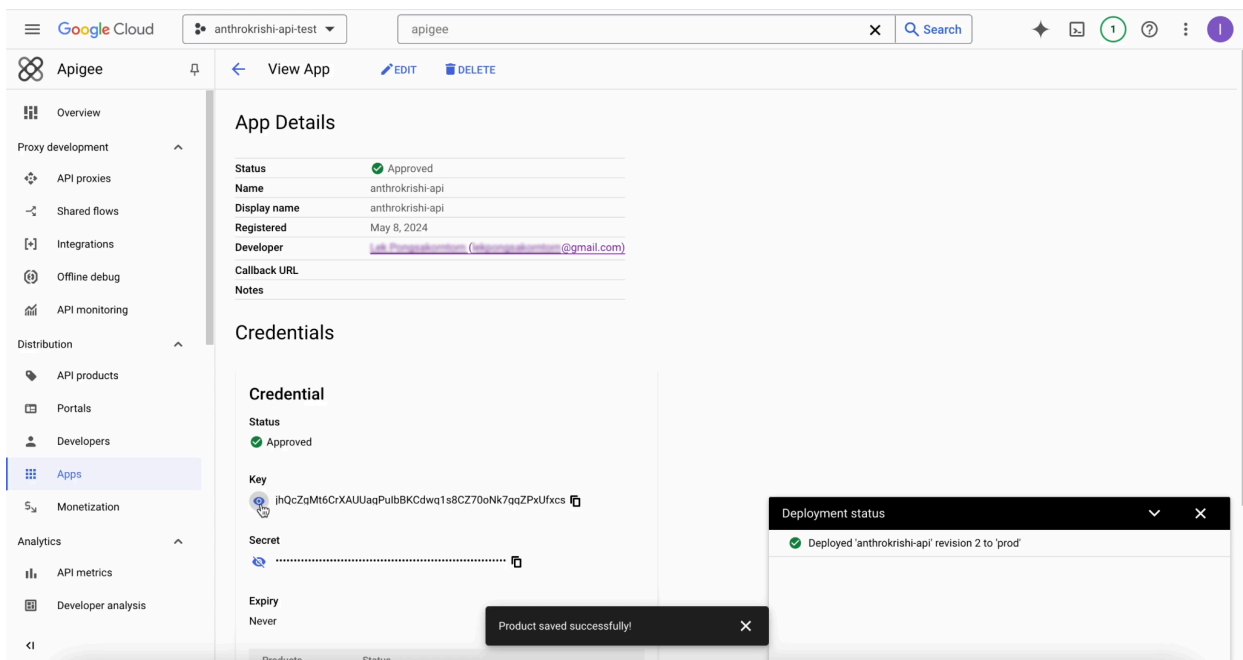 Google Cloud
anthrokrishi-api-test
apigee
Search
1
I
Apigee
View App
EDIT
DELETE
Overview
Proxy development
API proxies
Shared flows
Integrations
Offline debug
API monitoring
Distribution
API products
Portals
Developers
Apps
Monetization
Analytics
API metrics
Developer analysis
App Details
Status Approved
Name anthrokrishi-api
Display name anthrokrishi-api
Registered May 8, 2024
Developer @gmail.com)
Callback URL
Notes
Credentials
Credential
Status
Approved
Key
Secret
Expiry
Never
Products Status
Product saved successfully!
Deployment status
Deployed 'anthrokrishi-api' revision 2 to 'prod'